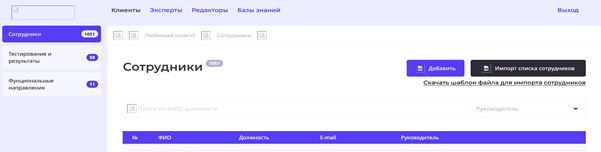 Клиенты Эксперты Редакторы Базы знаний Выход
Сотрудники 1051
Любимый клиент Сотрудники
Тестирование и
результаты 58
Функциональные
направления 11
Сотрудники 1051
Добавить Импорт списка сотрудников
Скачать шаблон файла для импорта сотрудников
Поиск по ФИО, должности Руководитель
№ ФИО Должность E-mail Руководитель